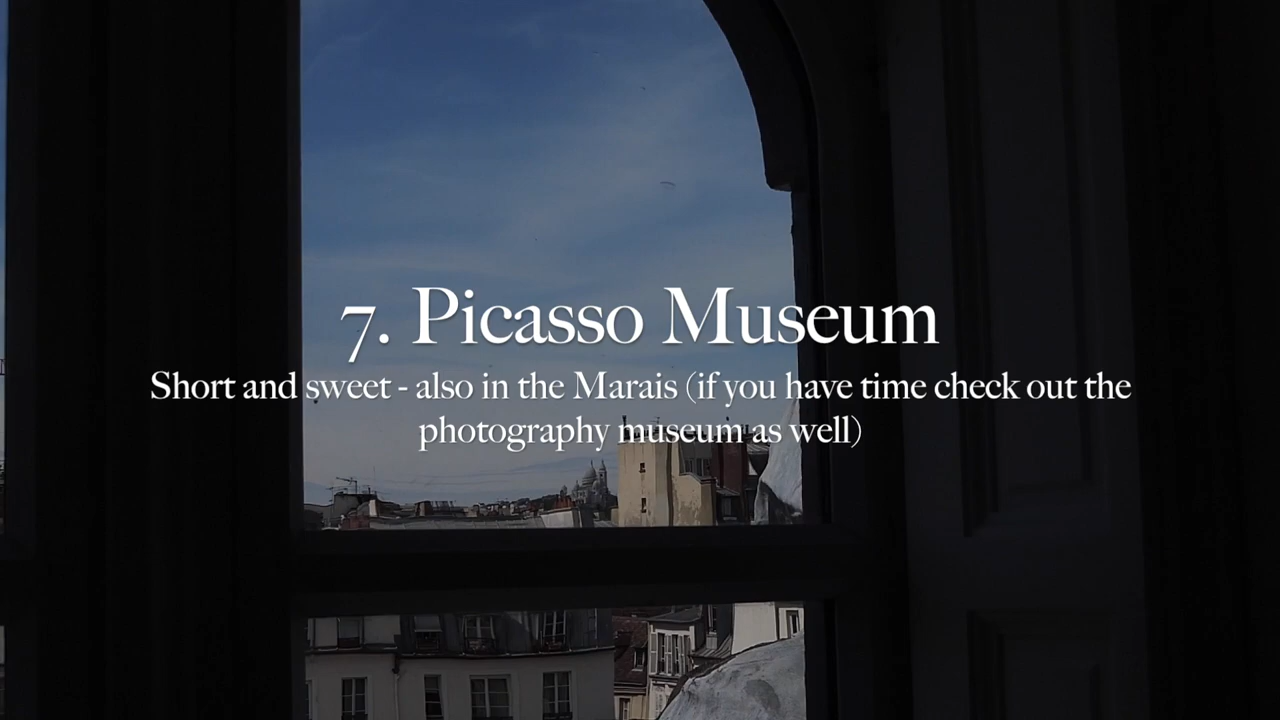 7. Picasso Museum
Short and sweet - also in the Marais (if you have time check out the
photography museum as well)